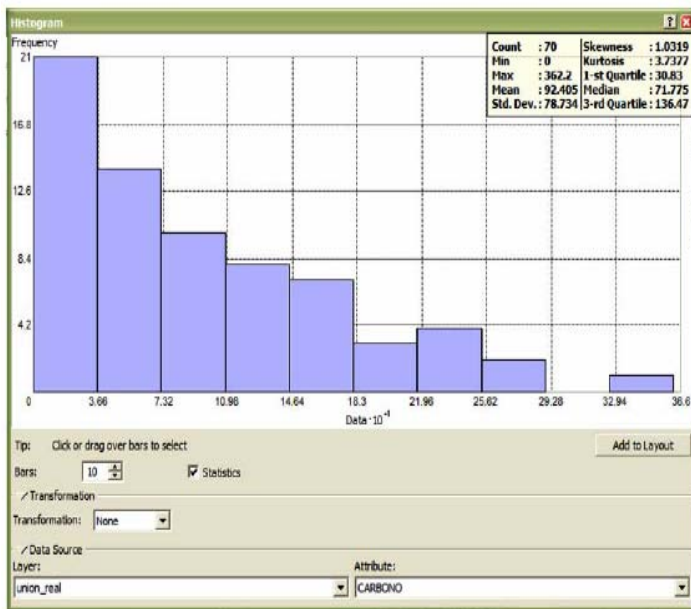 Histogram
Frequency
Count : 70 Skewness : 1.0319
Min : 0 Kurtosis : 3.7377
Max : 362.2 1-st Quartile : 30.83
Mean : 92.405 Median : 71.775
Std. Dev. : 78.734 3-rd Quartile : 136.47
21
16.8
12.6
8.4
4.2
0 3.66 7.32 10.98 14.64 18.3 21.96 25.62 29.28 32.94 36.6
Data·10⁻¹
Tip: Click or drag over bars to select
Add to Layout
Bars: 10 Statistics
Transformation
Transformation: None
Data Source
Layer: Attribute:
union_real CARBONO